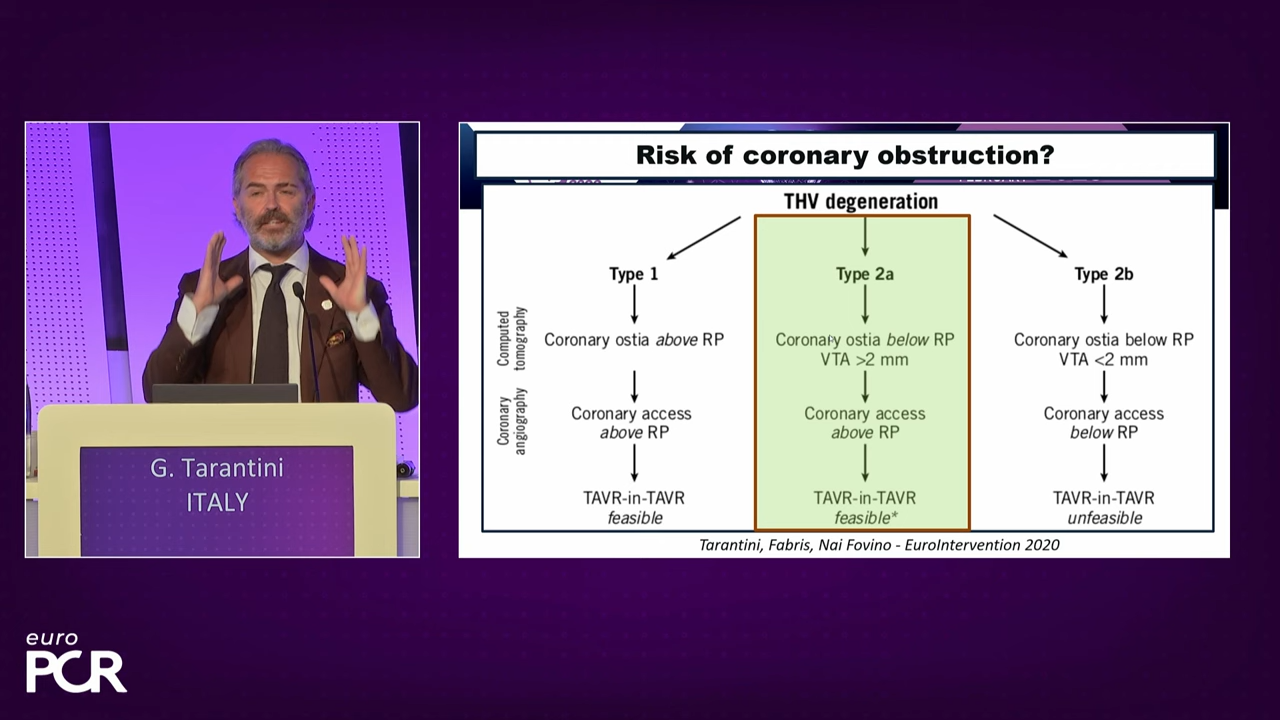 G. Tarantini
ITALY
euro
PCR
Risk of coronary obstruction?
THV degeneration
Type 1
Type 2a
Type 2b
Computed
tomography
Coronary ostia above RP
Coronary ostia below RP
VTA >2 mm
Coronary ostia below RP
VTA <2 mm
Coronary
angiography
Coronary access
above RP
Coronary access
above RP
Coronary access
below RP
TAVR-in-TAVR
feasible
TAVR-in-TAVR
feasible*
TAVR-in-TAVR
unfeasible
Tarantini, Fabris, Nai Fovino - EuroIntervention 2020